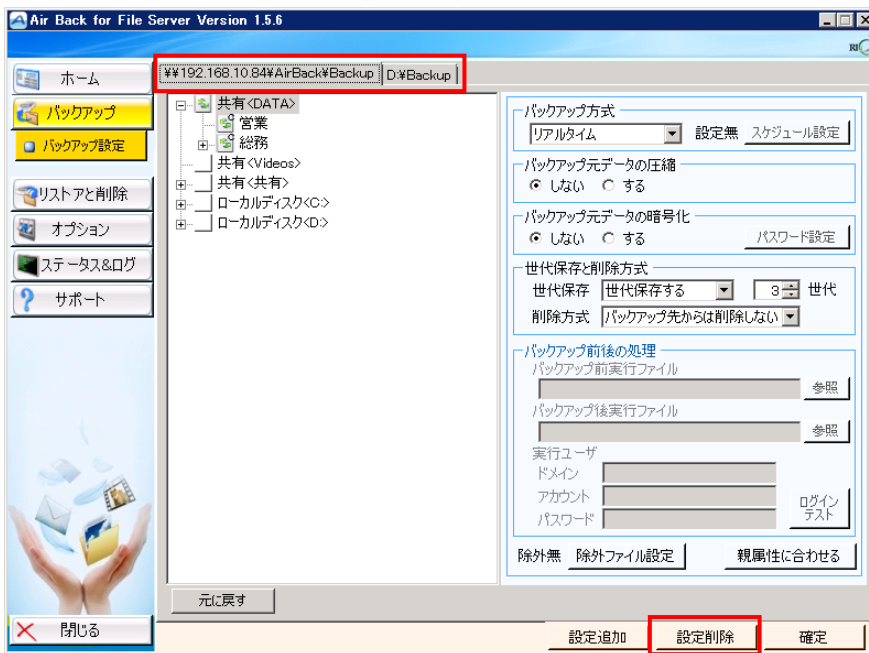 Air Back for File Server Version 1.5.6
ホーム
バックアップ
バックアップ設定
リストアと削除
オプション
ステータス&ログ
サポート
閉じる
¥¥192.168.10.84¥AirBack¥Backup
D:¥Backup
共有<DATA>
営業
総務
共有<Videos>
共有<共有>
ローカルディスク<C:>
ローカルディスク<D:>
元に戻す
バックアップ方式
リアルタイム 設定無 スケジュール設定
バックアップ元データの圧縮
しない する
バックアップ元データの暗号化
しない する パスワード設定
世代保存と削除方式
世代保存 世代保存する 3 世代
削除方式 バックアップ先からは削除しない
バックアップ前後の処理
バックアップ前実行ファイル
参照
バックアップ後実行ファイル
参照
実行ユーザ
ドメイン
アカウント
パスワード
ログイン
テスト
除外無 除外ファイル設定 親属性に合わせる
設定追加 設定削除 確定